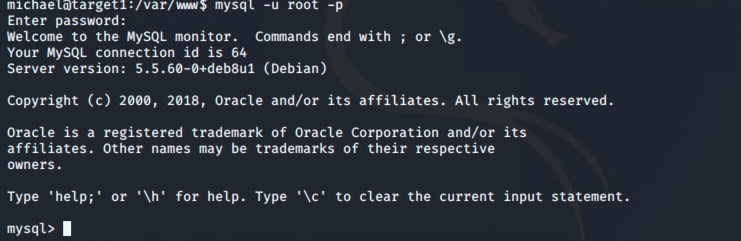 michael@target1:/var/www$ mysql -u root -p
Enter password:
Welcome to the MySQL monitor.  Commands end with ; or \g.
Your MySQL connection id is 64
Server version: 5.5.60-0+deb8u1 (Debian)
Copyright (c) 2000, 2018, Oracle and/or its affiliates. All rights reserved.
Oracle is a registered trademark of Oracle Corporation and/or its
affiliates. Other names may be trademarks of their respective
owners.
Type 'help;' or '\h' for help. Type '\c' to clear the current input statement.
mysql>